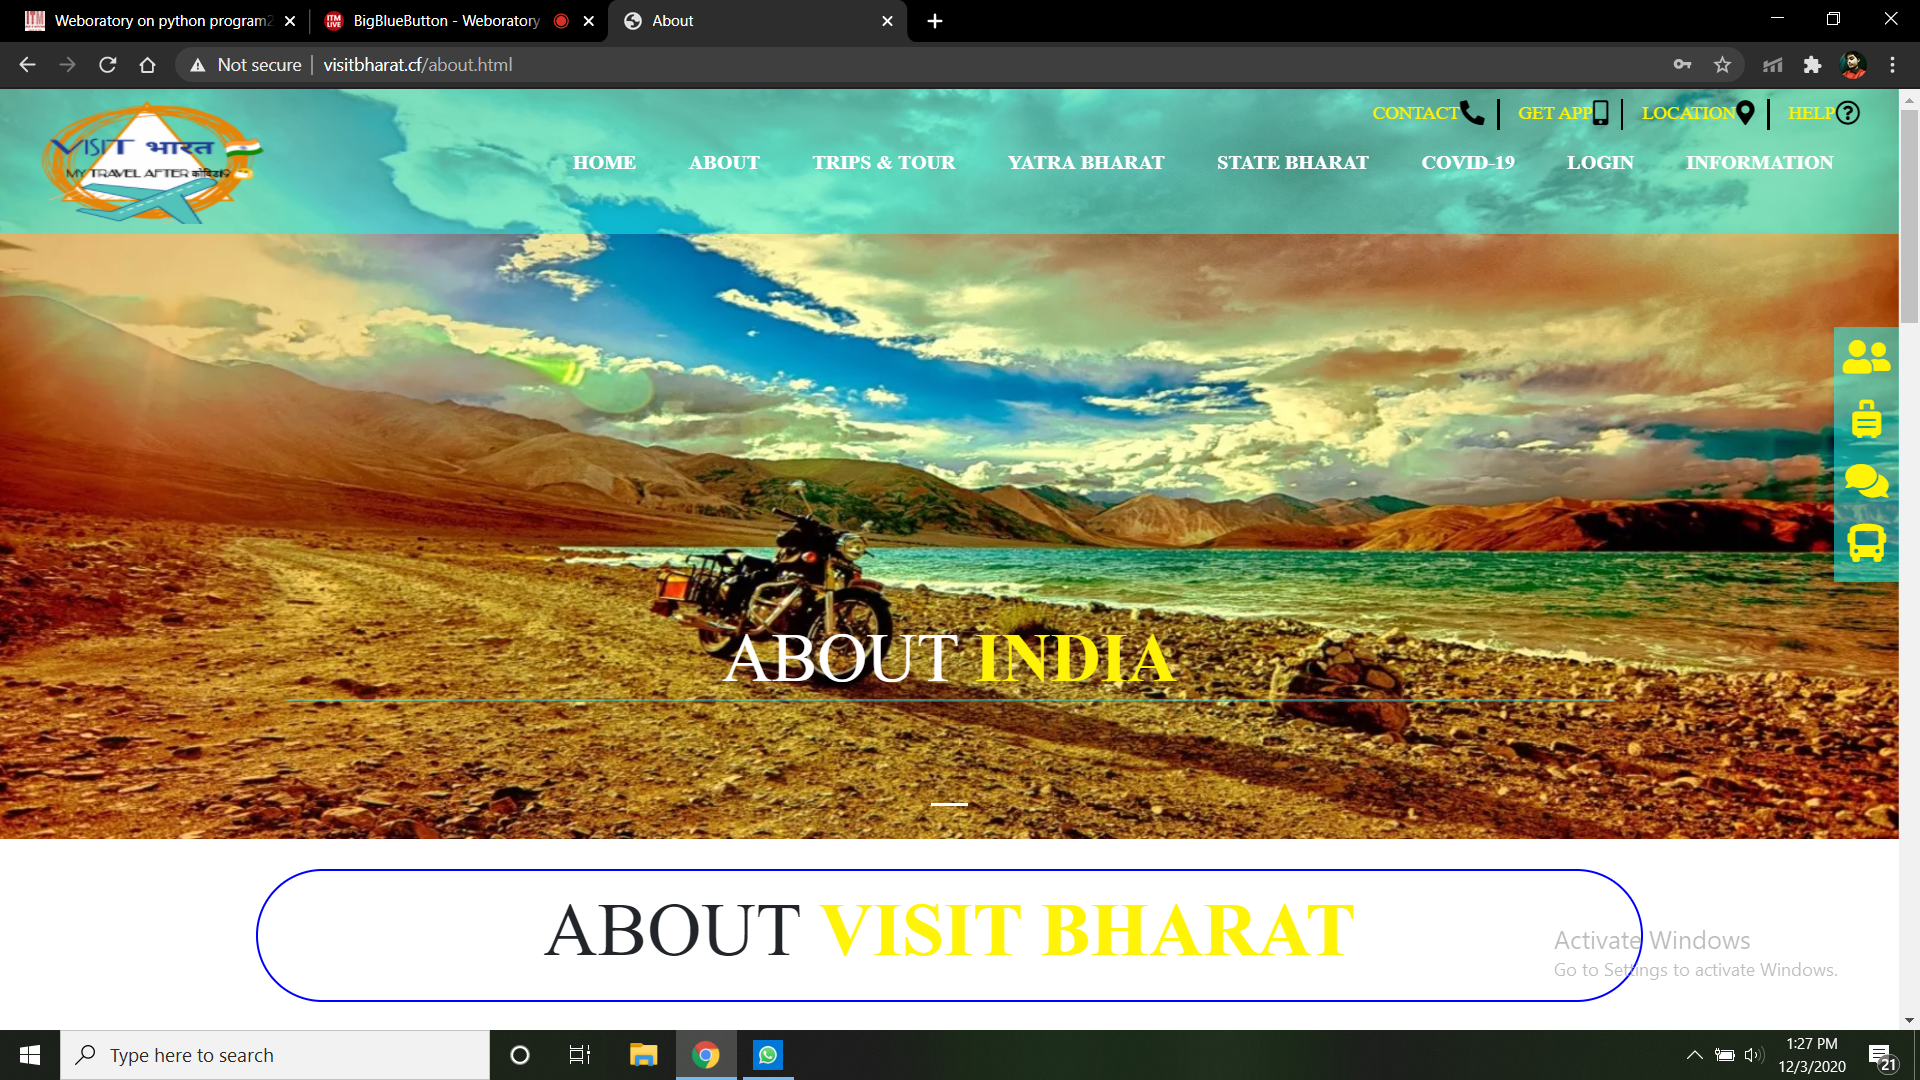 Weboratory on python program2
BigBlueButton - Weboratory
About
Not secure
visitbharat.cf/about.html
CONTACT
GET APP
LOCATION
HELP
VISIT भारत
MY TRAVEL AFTER कोविड19
HOME
ABOUT
TRIPS & TOUR
YATRA BHARAT
STATE BHARAT
COVID-19
LOGIN
INFORMATION
ABOUT INDIA
ABOUT VISIT BHARAT
Activate Windows
Go to Settings to activate Windows.
Type here to search
1:27 PM
12/3/2020
21